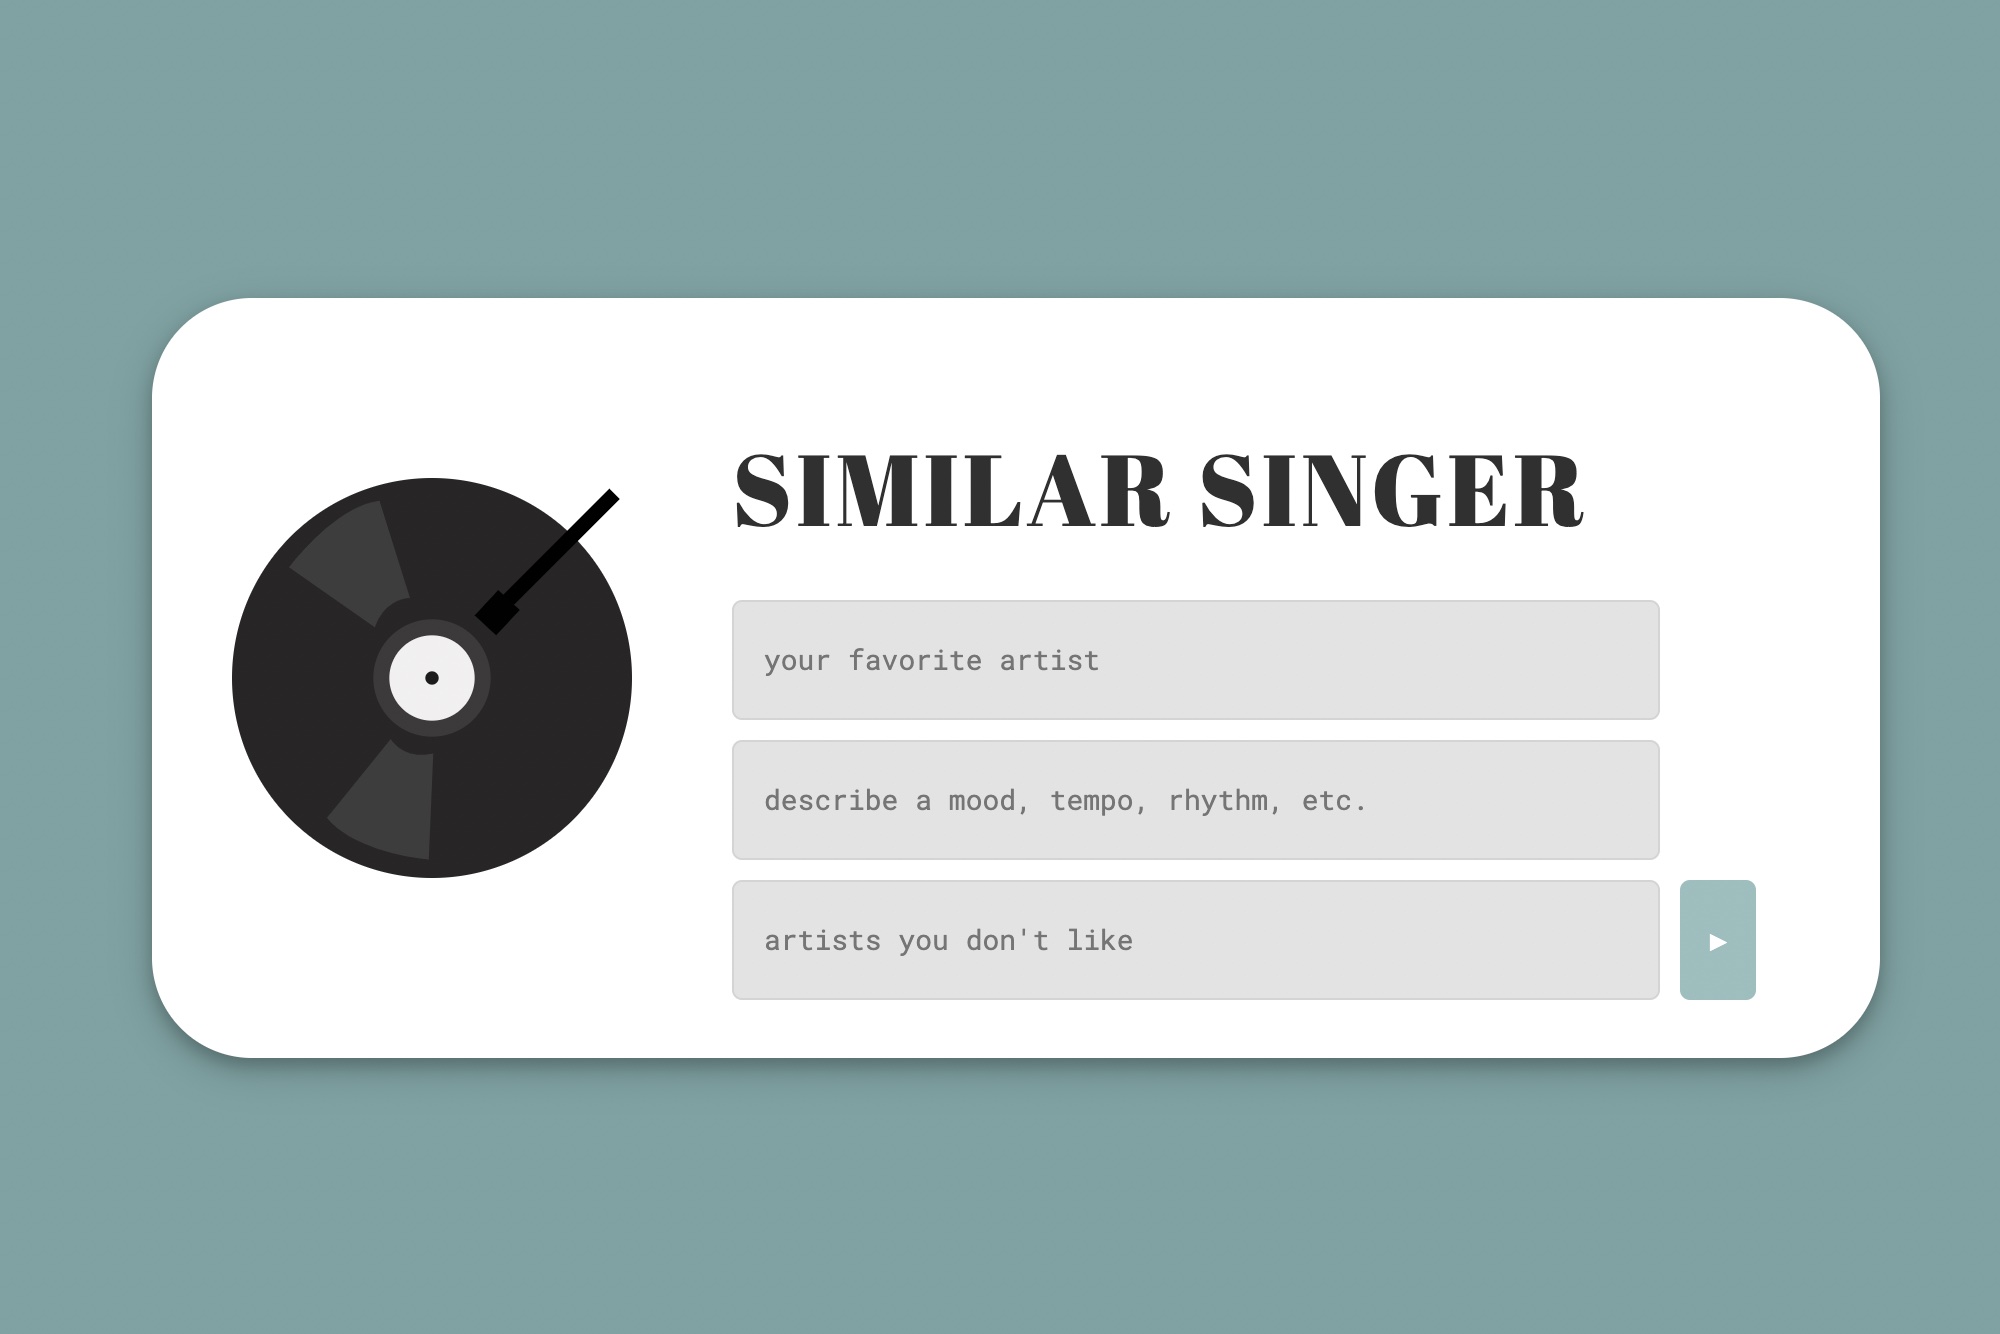 SIMILAR SINGER
your favorite artist
describe a mood, tempo, rhythm, etc.
artists you don't like